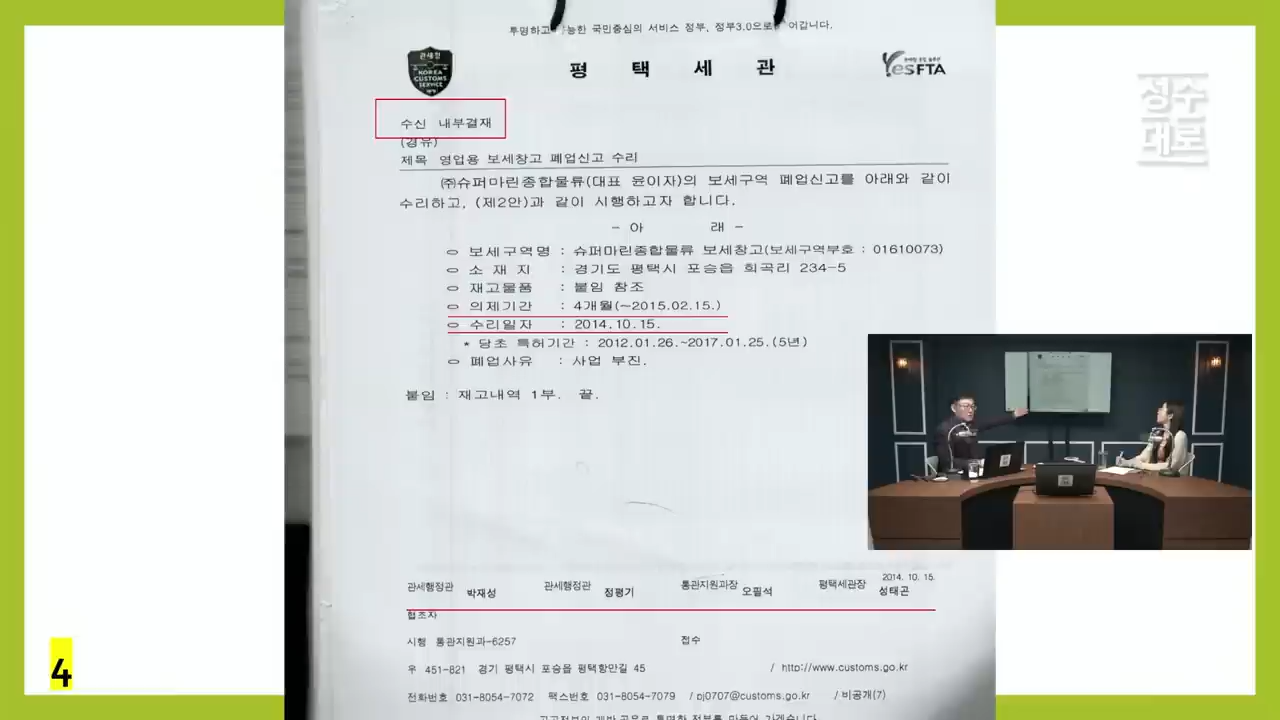 투명하고 능한 국민중심의 서비스 정부, 정부3.0으로 어갑니다.
관세청
KOREA
CUSTOMS
SERVICE
평 택 세 관
YesFTA
성수
대로
수신 내부결재
(경유)
제목 영업용 보세창고 폐업신고 수리
㈜슈퍼마린종합물류(대표 윤이자)의 보세구역 폐업신고를 아래와 같이
수리하고, (제2안)과 같이 시행하고자 합니다.
- 아 래 -
○ 보세구역명 : 슈퍼마린종합물류 보세창고(보세구역부호 : 01610073)
○ 소 재 지 : 경기도 평택시 포승읍 희곡리 234-5
○ 재고물품 : 붙임 참조
○ 의제기간 : 4개월(~2015.02.15.)
○ 수리일자 : 2014.10.15.
* 당초 특허기간 : 2012.01.26.~2017.01.25.(5년)
○ 폐업사유 : 사업 부진.
붙임 : 재고내역 1부. 끝.
2014. 10. 15.
관세행정관 박재성 관세행정관 정평기 통관지원과장 오필석 평택세관장 성태곤
협조자
시행 통관지원과-6257 접수
우 451-821 경기 평택시 포승읍 평택항만길 45 / http://www.customs.go.kr
전화번호 031-8054-7072 팩스번호 031-8054-7079 / pj0707@customs.go.kr / 비공개(7)
4